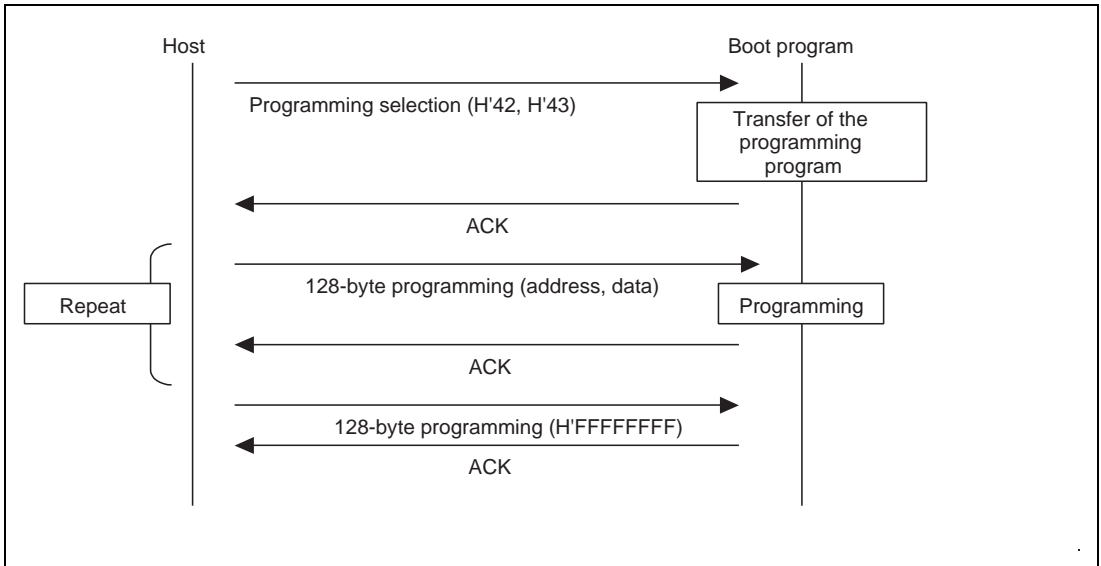 Host
Boot program
Programming selection (H'42, H'43)
Transfer of the
programming
program
ACK
128-byte programming (address, data)
Repeat
Programming
ACK
128-byte programming (H'FFFFFFFF)
ACK